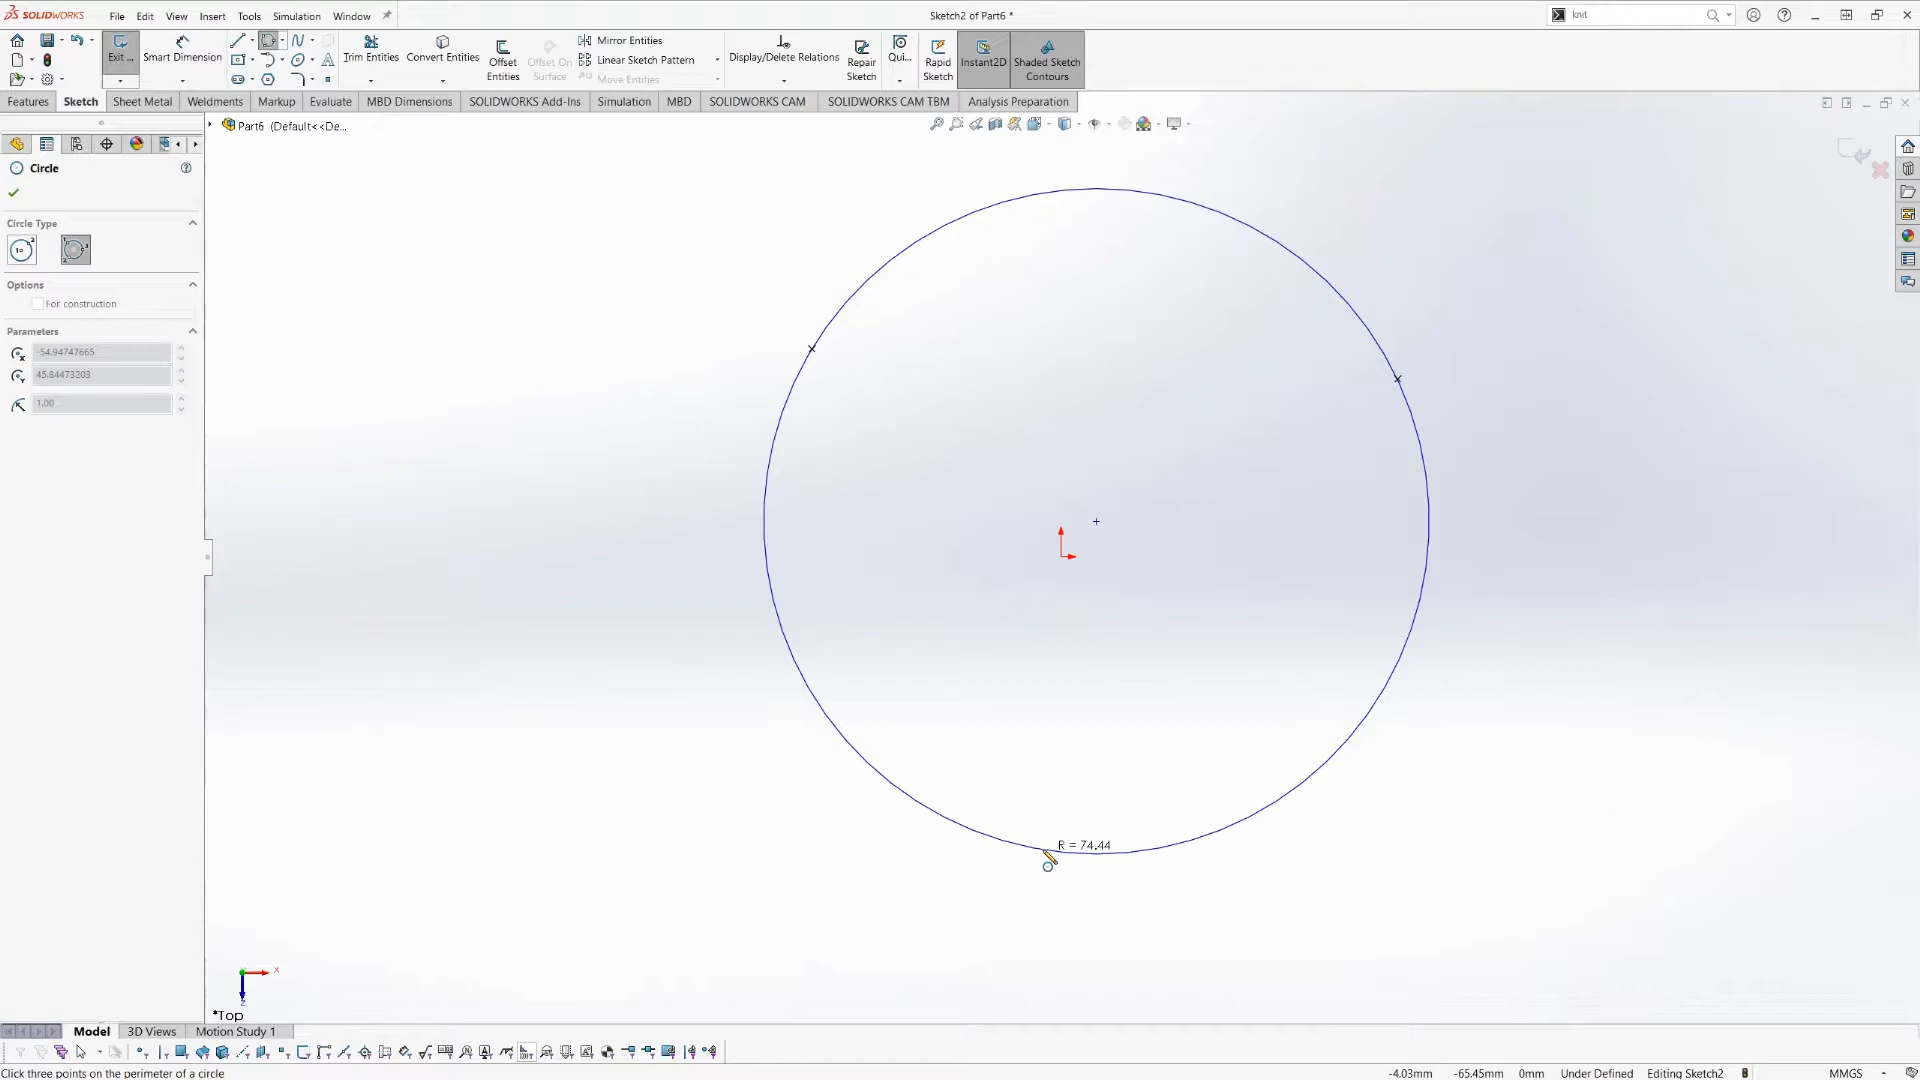 SOLIDWORKS File Edit View Insert Tools Simulation Window Sketch2 of Part6 * knit
Exit ... Smart Dimension Trim Entities Convert Entities Offset Entities Offset On Surface Mirror Entities Linear Sketch Pattern Move Entities Display/Delete Relations Repair Sketch Qui... Rapid Sketch Instant2D Shaded Sketch Contours
Features Sketch Sheet Metal Weldments Markup Evaluate MBD Dimensions SOLIDWORKS Add-Ins Simulation MBD SOLIDWORKS CAM SOLIDWORKS CAM TBM Analysis Preparation
Part6 (Default<<De...
Circle
Circle Type
Options
For construction
Parameters
-54.94747665
45.84473203
1.00
R = 74.44
X
Z
*Top
Model 3D Views Motion Study 1
Click three points on the perimeter of a circle -4.03mm -65.45mm 0mm Under Defined Editing Sketch2 MMGS